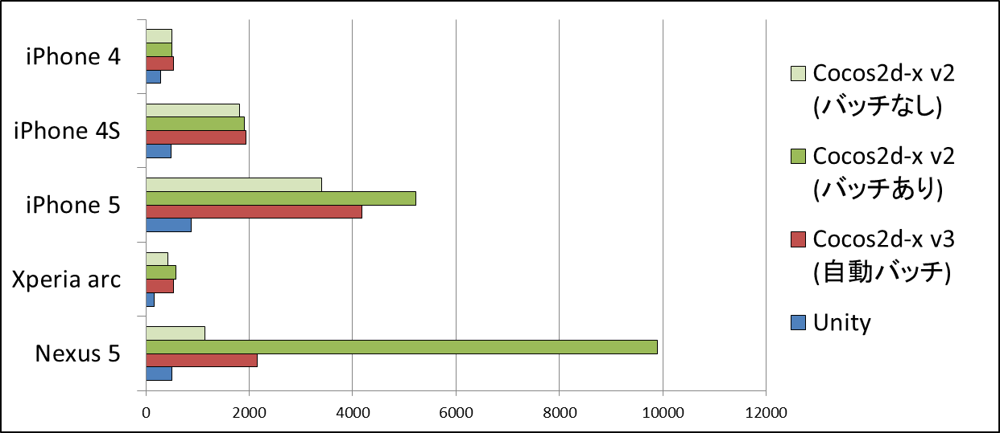 iPhone 4
iPhone 4S
iPhone 5
Xperia arc
Nexus 5
0 2000 4000 6000 8000 10000 12000
Cocos2d-x v2
(バッチなし)
Cocos2d-x v2
(バッチあり)
Cocos2d-x v3
(自動バッチ)
Unity